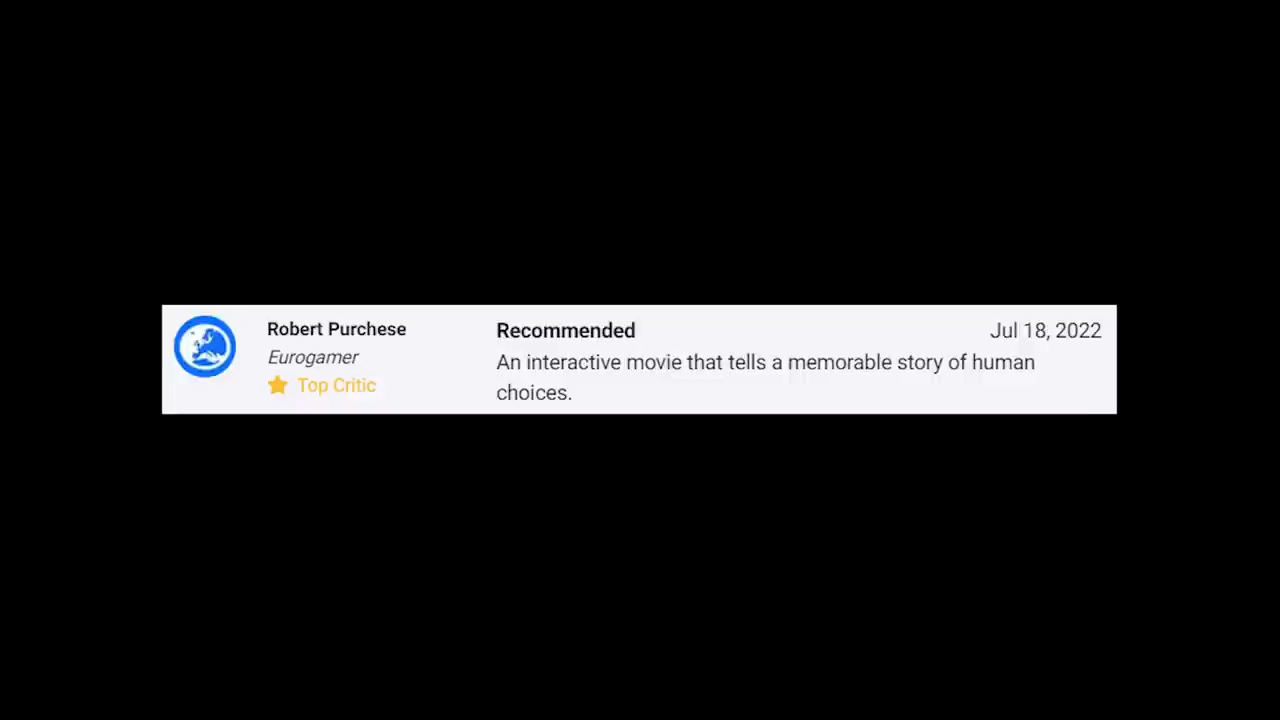 Robert Purchese
Eurogamer
Top Critic
Recommended
Jul 18, 2022
An interactive movie that tells a memorable story of human
choices.